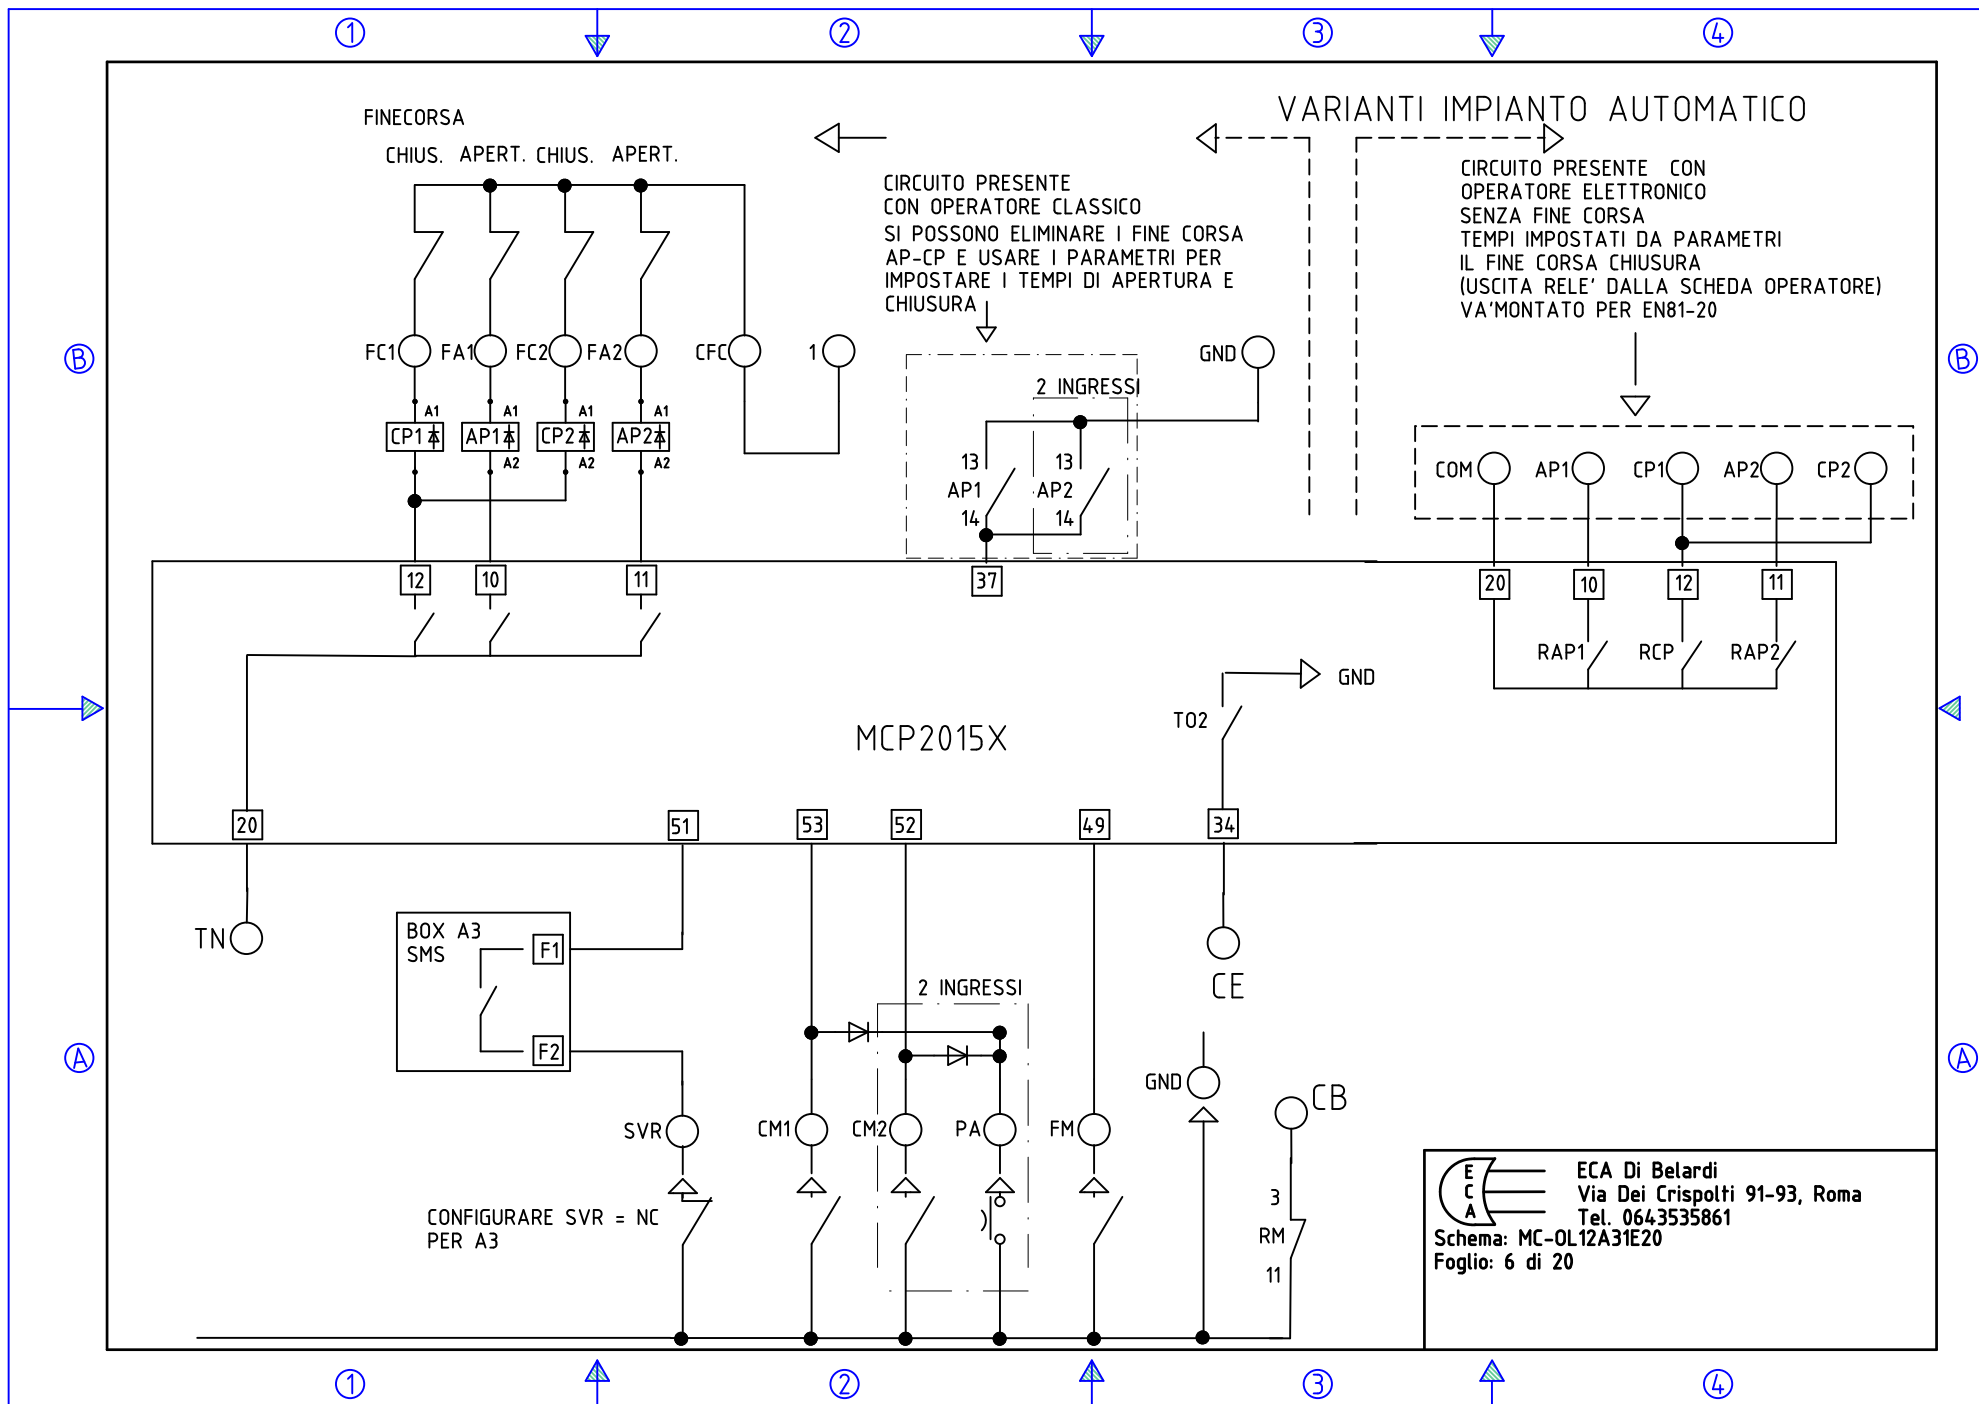 1 2 3 4
VARIANTI IMPIANTO AUTOMATICO
FINECORSA
CHIUS. APERT. CHIUS. APERT.
CIRCUITO PRESENTE
CON OPERATORE CLASSICO
SI POSSONO ELIMINARE I FINE CORSA
AP-CP E USARE I PARAMETRI PER
IMPOSTARE I TEMPI DI APERTURA E
CHIUSURA
CIRCUITO PRESENTE CON
OPERATORE ELETTRONICO
SENZA FINE CORSA
TEMPI IMPOSTATI DA PARAMETRI
IL FINE CORSA CHIUSURA
(USCITA RELE' DALLA SCHEDA OPERATORE)
VA'MONTATO PER EN81-20
B FC1 FA1 FC2 FA2 CFC 1 GND B
2 INGRESSI
A1 A1 A1 A1
CP1 AP1 CP2 AP2
A2 A2 A2
13 13
AP1 AP2
14 14
COM AP1 CP1 AP2 CP2
12 10 11 37 20 10 12 11
RAP1 RCP RAP2
GND
TO2
MCP2015X
20 51 53 52 49 34
TN
BOX A3
SMS
F1
F2
CE
2 INGRESSI
A A
GND
CB
SVR CM1 CM2 PA FM
CONFIGURARE SVR = NC
PER A3
3
RM
11
E
C
A
ECA Di Belardi
Via Dei Crispolti 91-93, Roma
Tel. 0643535861
Schema: MC-OL12A31E20
Foglio: 6 di 20
1 2 3 4